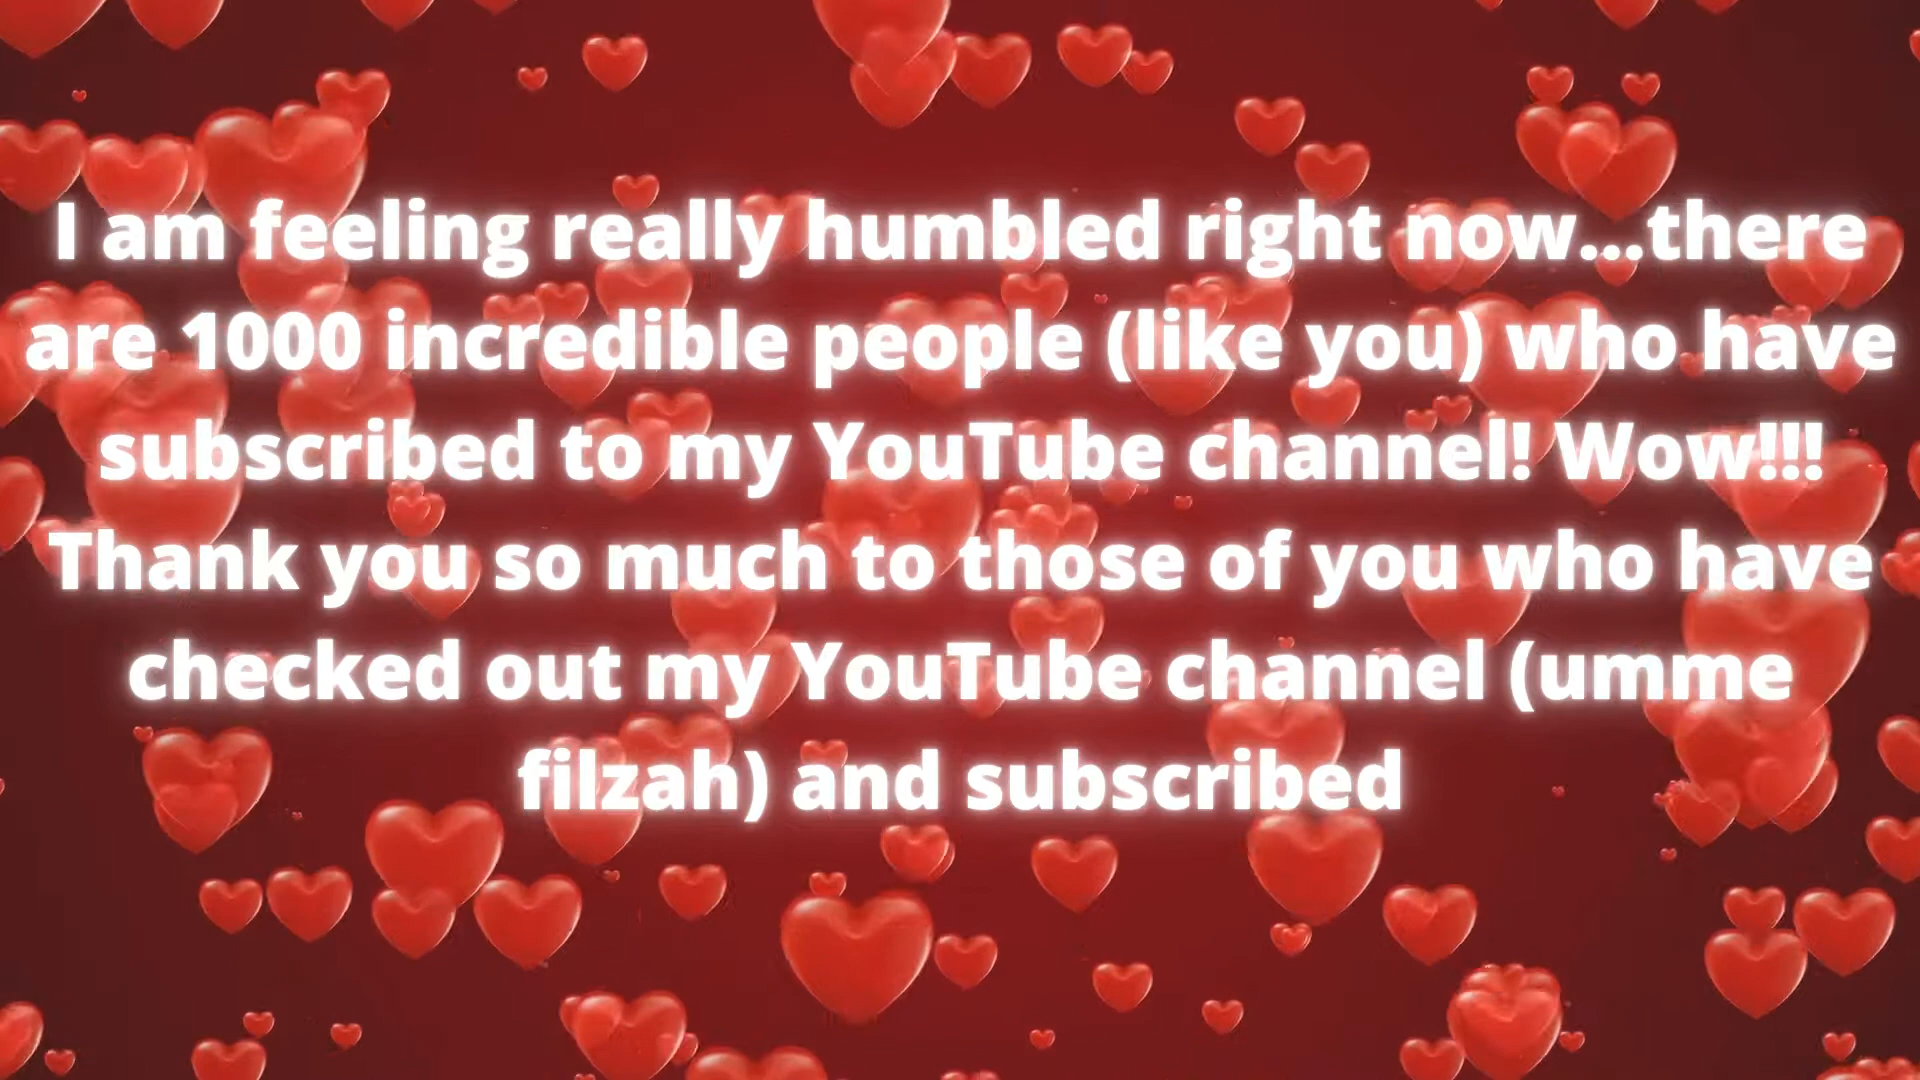 I am feeling really humbled right now...there
are 1000 incredible people (like you) who have
subscribed to my YouTube channel! Wow!!!
Thank you so much to those of you who have
checked out my YouTube channel (umme
filzah) and subscribed